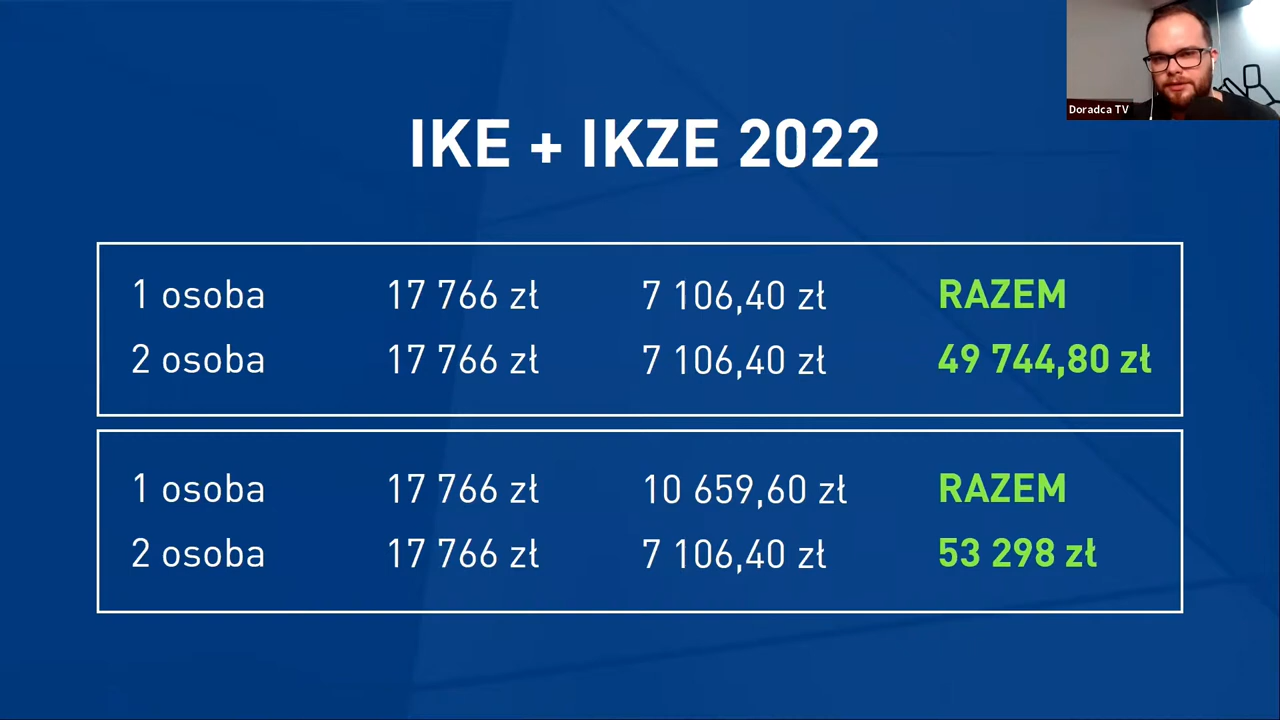 Doradca TV
IKE + IKZE 2022
1 osoba 17 766 zł 7 106,40 zł RAZEM
2 osoba 17 766 zł 7 106,40 zł 49 744,80 zł
1 osoba 17 766 zł 10 659,60 zł RAZEM
2 osoba 17 766 zł 7 106,40 zł 53 298 zł